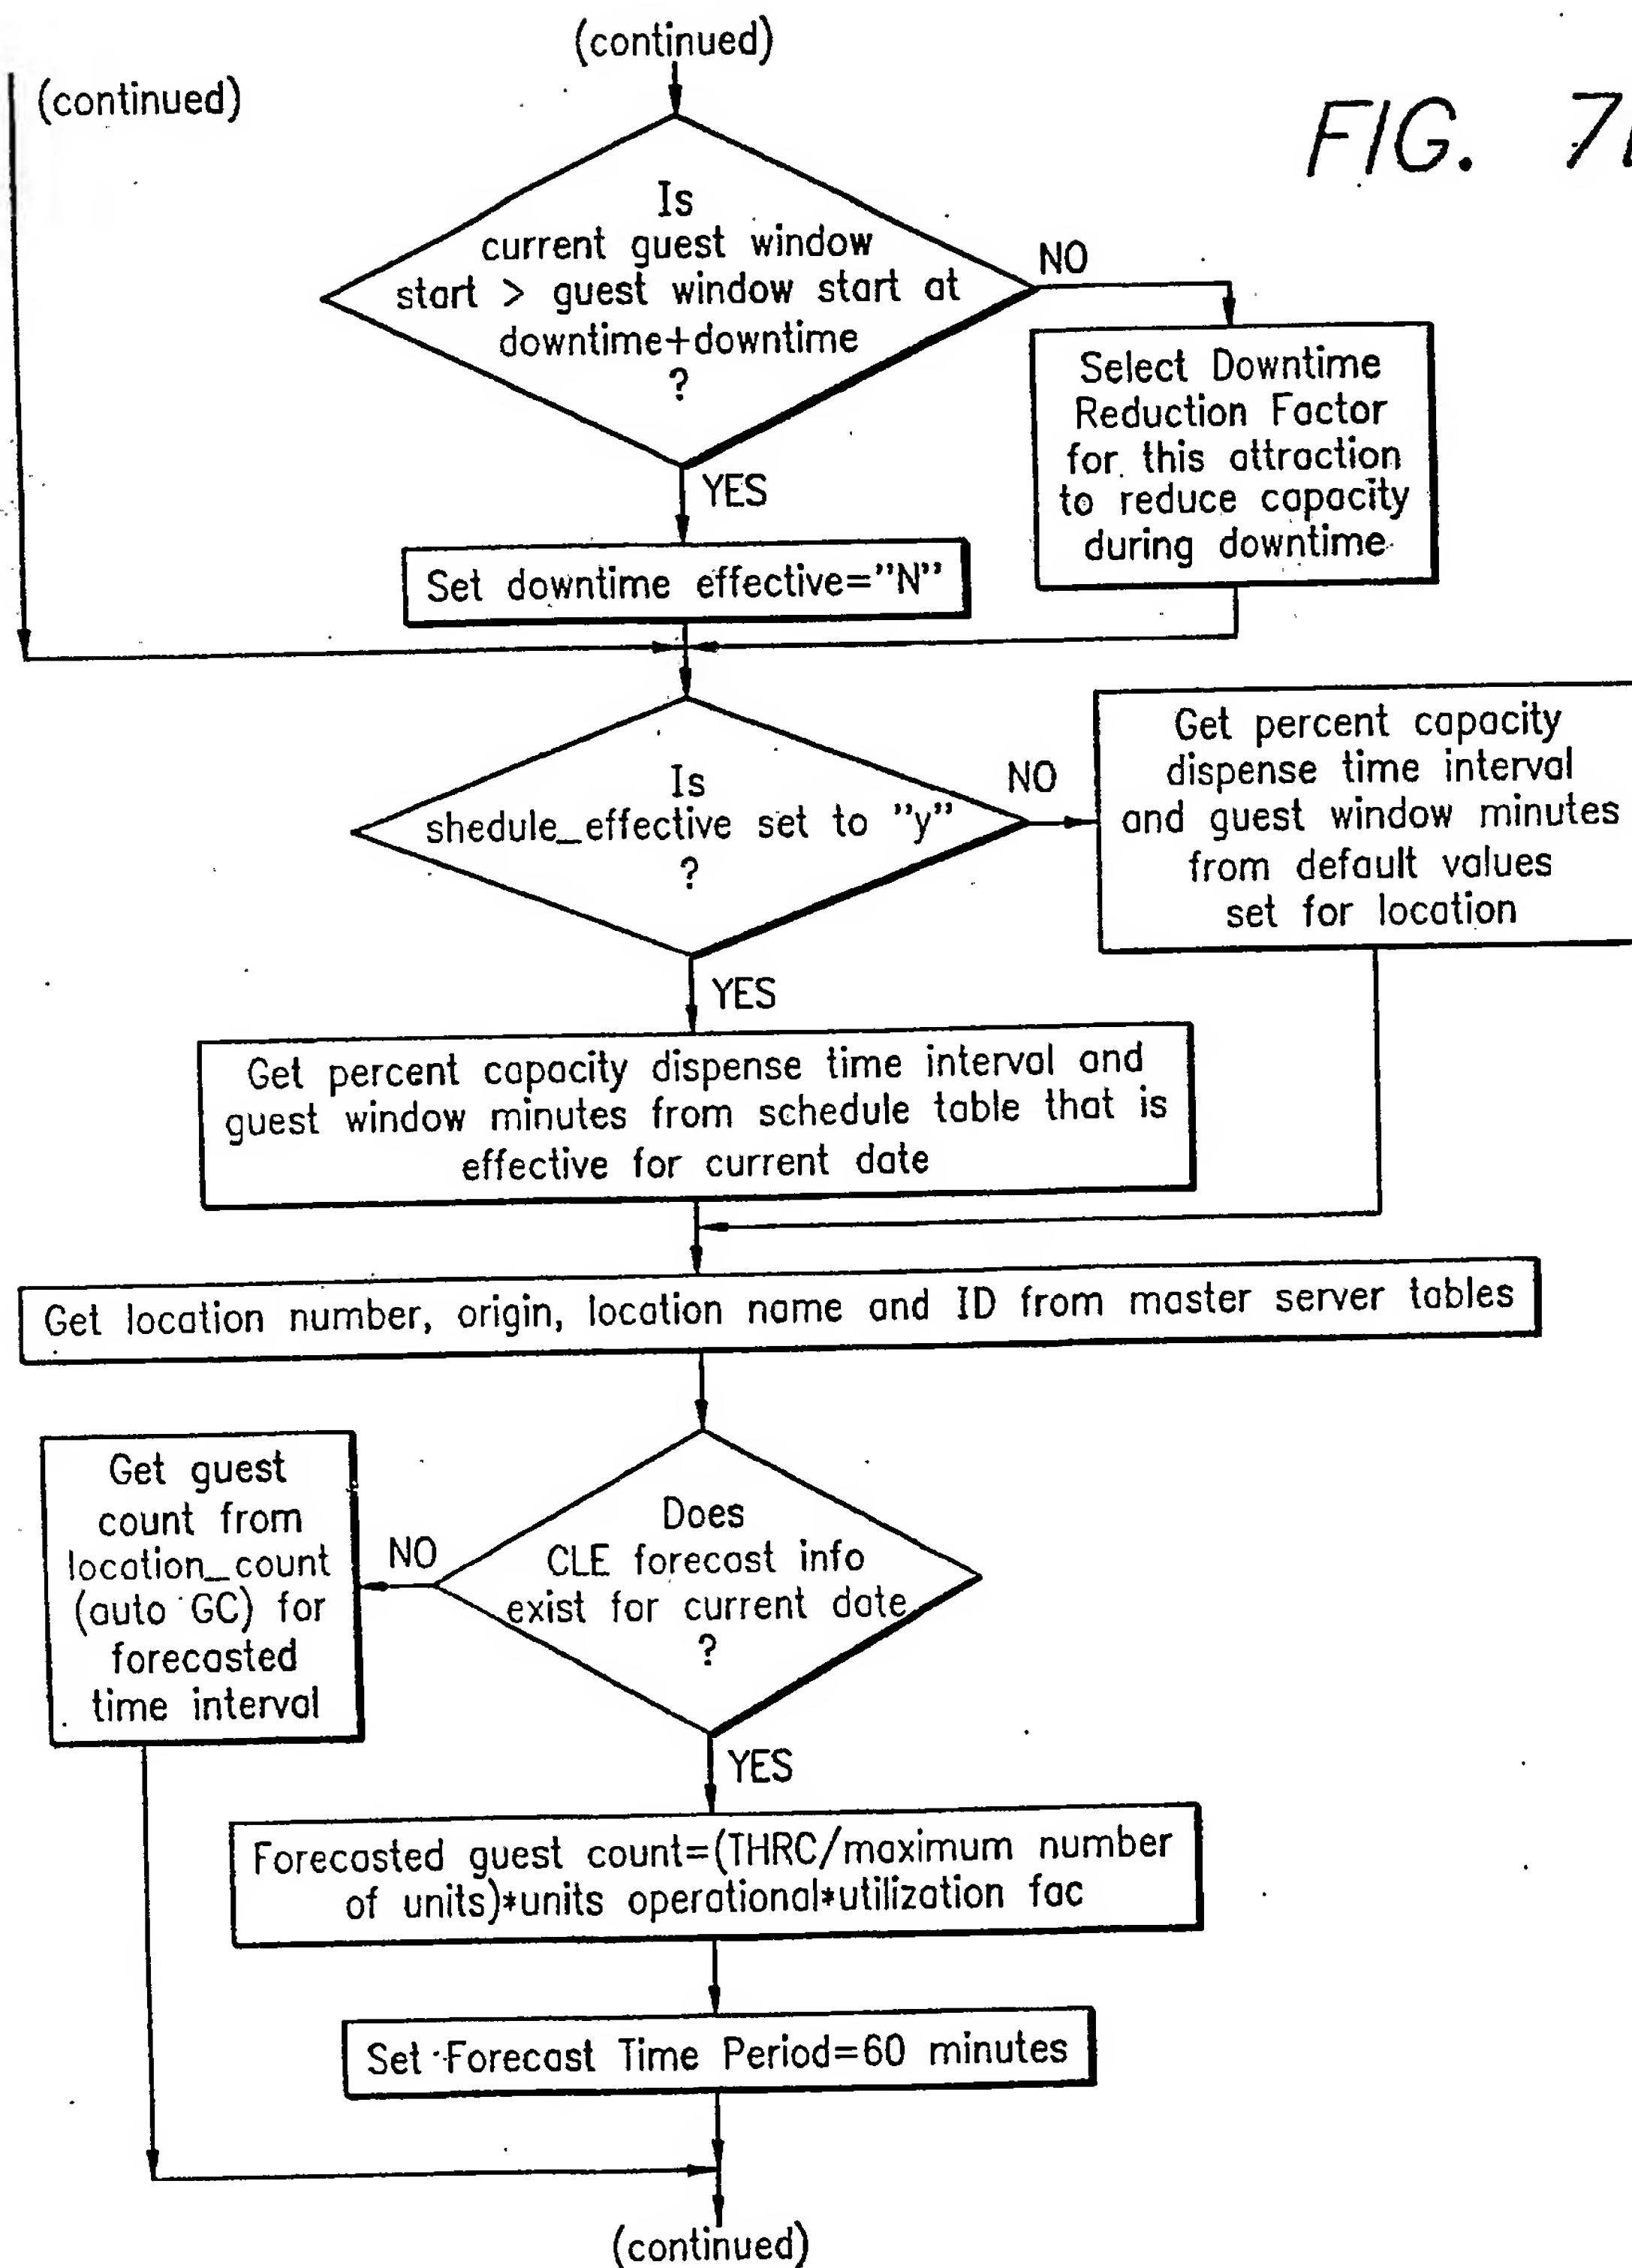 (continued)
(continued)
FIG.
Is
current guest window
start > guest window start at
downtime+downtime
?
NO
Select Downtime
Reduction Factor
for this attraction
to reduce capacity
during downtime
YES
Set downtime effective="N"
Is
shedule_effective set to "y"
?
NO
Get percent capacity
dispense time interval
and guest window minutes
from default values
set for location
YES
Get percent capacity dispense time interval and
guest window minutes from schedule table that is
effective for current date
Get location number, origin, location name and ID from master server tables
Does
CLE forecast info
exist for current date
?
NO
Get guest
count from
location_count
(auto GC) for
forecasted
time interval
YES
Forecasted guest count=(THRC/maximum number
of units)*units operational*utilization fac
Set Forecast Time Period=60 minutes
(continued)